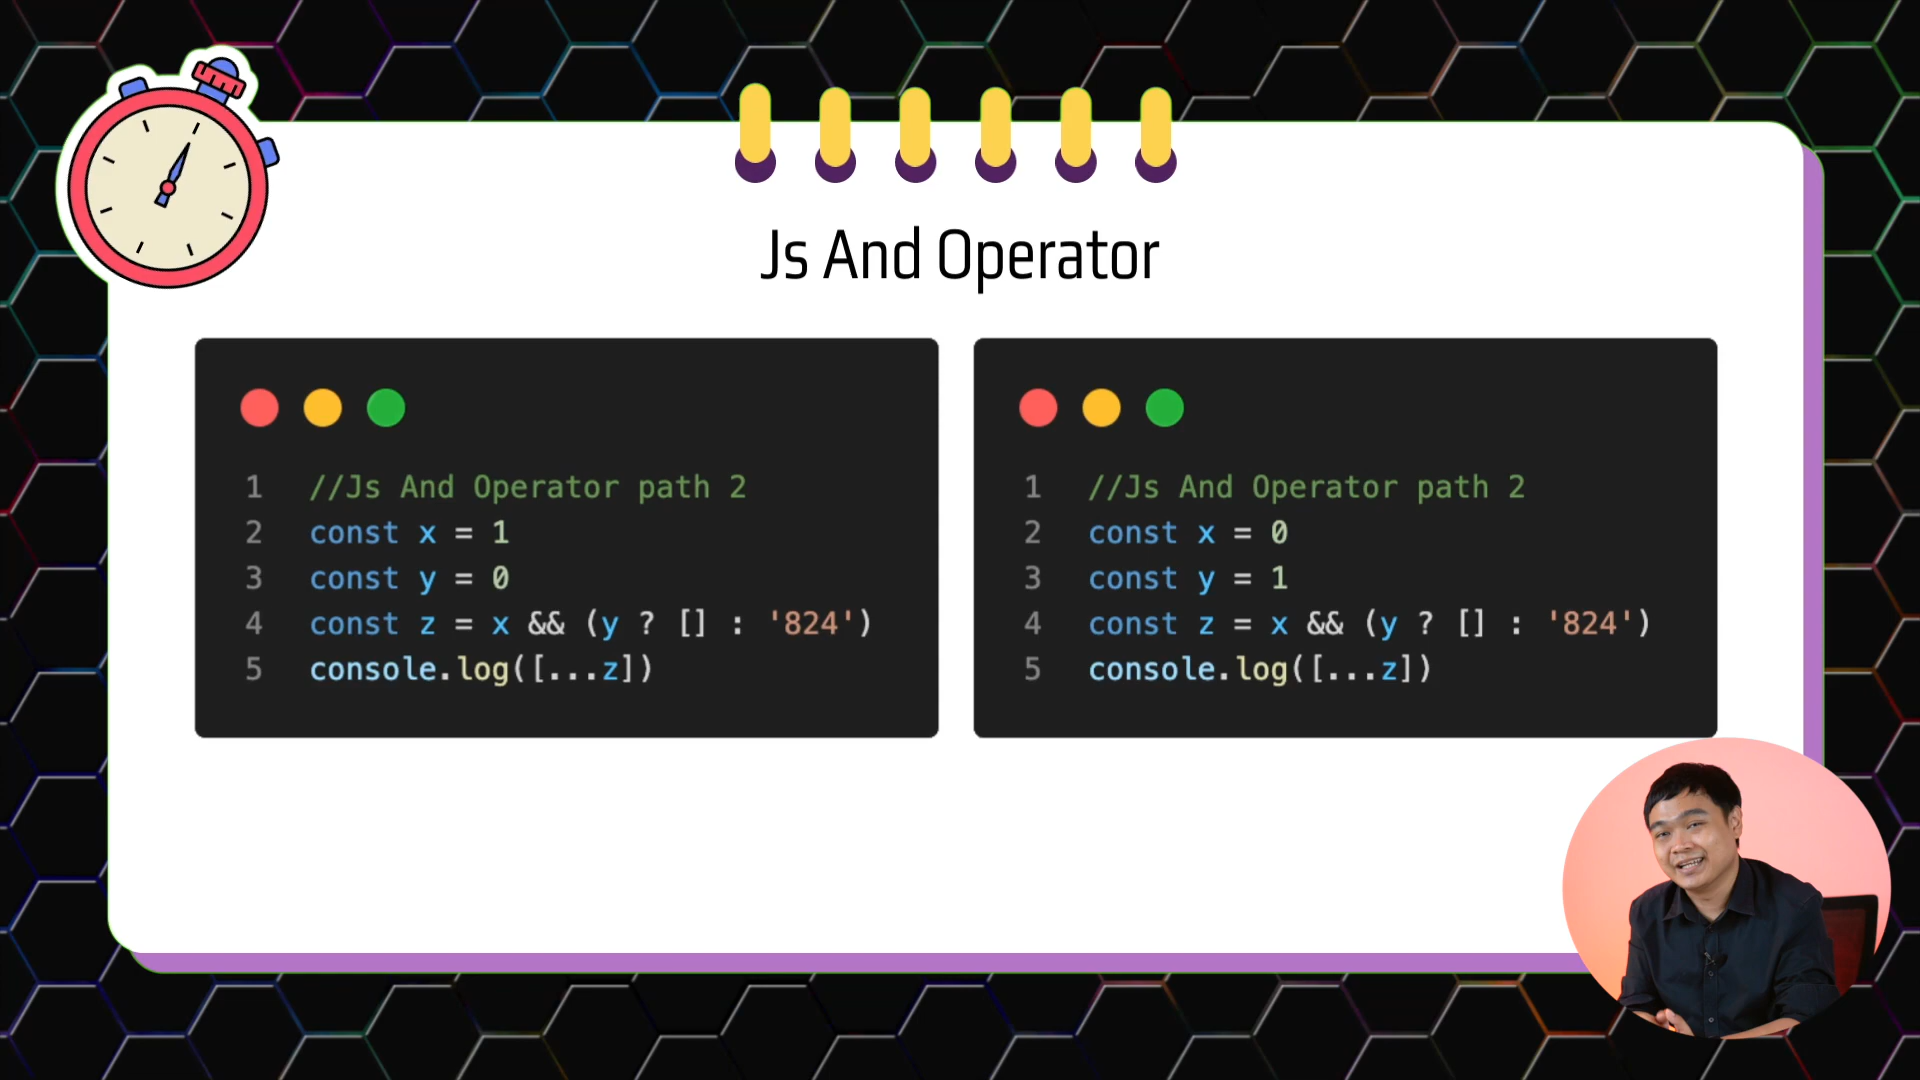 Js And Operator
1 //Js And Operator path 2
2 const x = 1
3 const y = 0
4 const z = x && (y ? [] : '824')
5 console.log([...z])
1 //Js And Operator path 2
2 const x = 0
3 const y = 1
4 const z = x && (y ? [] : '824')
5 console.log([...z])